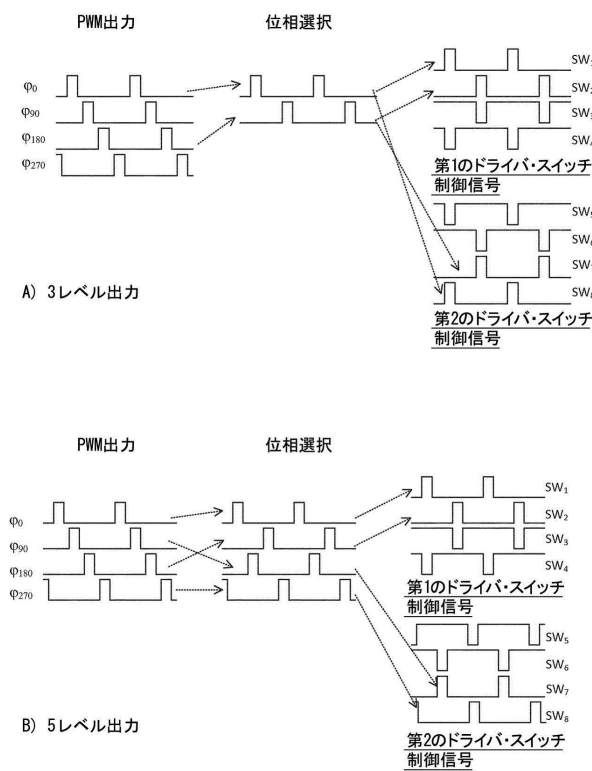 PWM出力
位相選択
φ0
φ90
φ180
φ270
SW2
SW3
第1のドライバ・スイッチ
制御信号
第2のドライバ・スイッチ
制御信号
A) 3レベル出力
PWM出力
位相選択
φ0
φ90
φ180
φ270
SW1
SW2
SW3
SW4
第1のドライバ・スイッチ
制御信号
SW5
SW6
SW7
SW8
B) 5レベル出力
第2のドライバ・スイッチ
制御信号